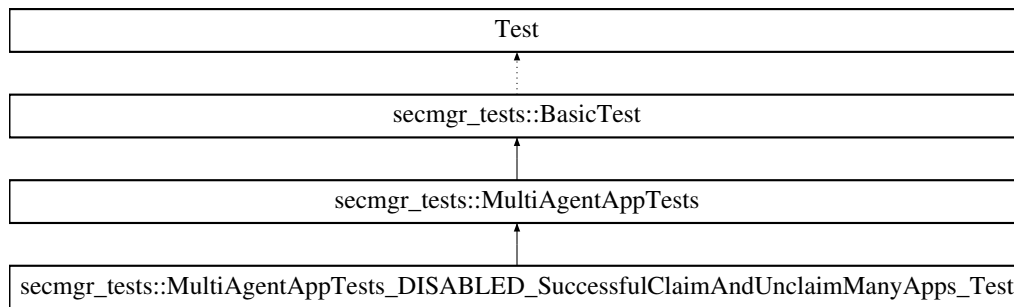 Test
secmgr_tests::BasicTest
secmgr_tests::MultiAgentAppTests
secmgr_tests::MultiAgentAppTests_DISABLED_SuccessfulClaimAndUnclaimManyApps_Test